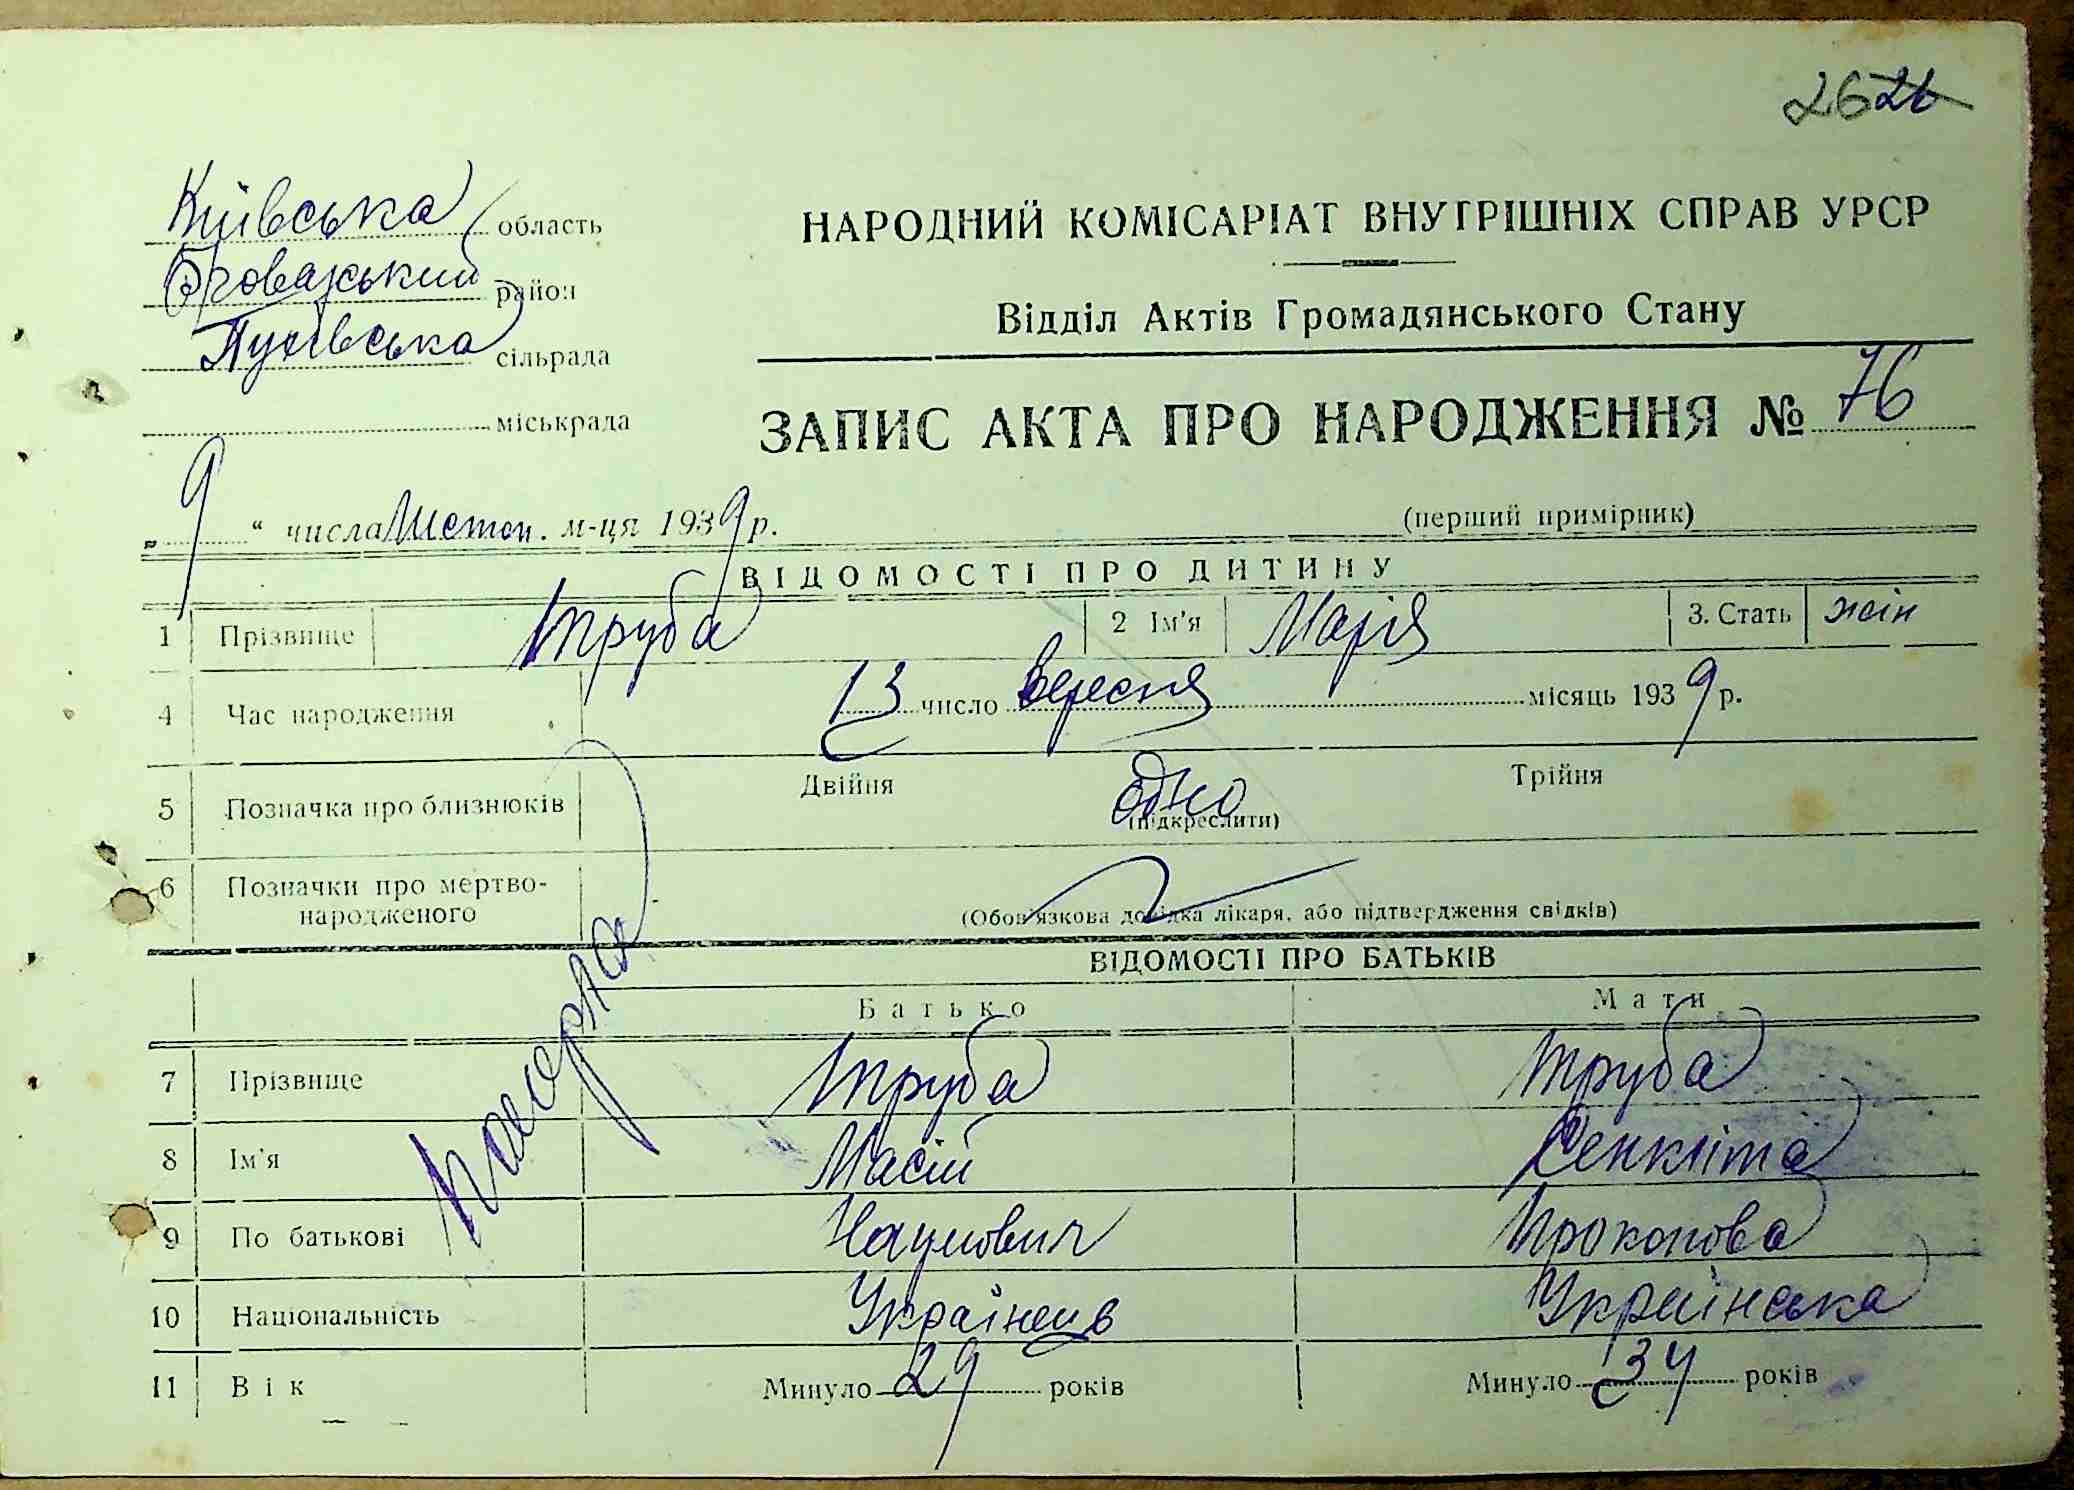 26 26
Київська область
Броварський район
Пухівська сільрада
міськрада
НАРОДНИЙ КОМІСАРІАТ ВНУТРІШНІХ СПРАВ УРСР
Відділ Актів Громадянського Стану
ЗАПИС АКТА ПРО НАРОДЖЕННЯ № 76
„ 9 “ числа Листоп. м-ця 1939 р.
(перший примірник)
ВІДОМОСТІ ПРО ДИТИНУ
1 Прізвище Труба 2 Ім'я Марія 3. Стать жін
4 Час народження 13 число вересня місяць 1939 р.
5 Позначка про близнюків Двійня одно Трійня
(підкреслити)
6 Позначки про мертво-
народженого
(Обов'язкова довідка лікаря, або підтвердження свідків)
ВІДОМОСТІ ПРО БАТЬКІВ
Батько Мати
7 Прізвище Труба Труба
8 Ім'я Масій Секкліта
9 По батькові Наумович Прокопова
10 Національність Українець Українська
11 Вік Минуло 29 років Минуло 34 років